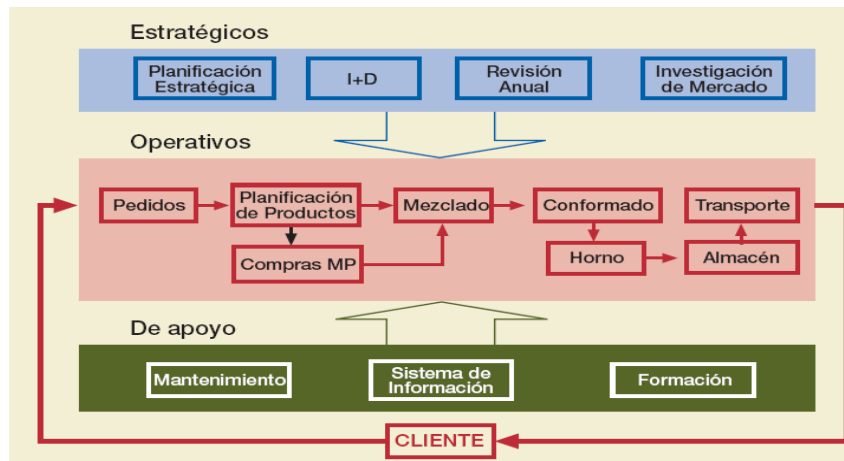 Estratégicos
Planificación
Estratégica
I+D
Revisión
Anual
Investigación
de Mercado
Operativos
Pedidos
Planificación
de Productos
Mezclado
Conformado
Transporte
Compras MP
Horno
Almacén
De apoyo
Mantenimiento
Sistema de
Información
Formación
CLIENTE